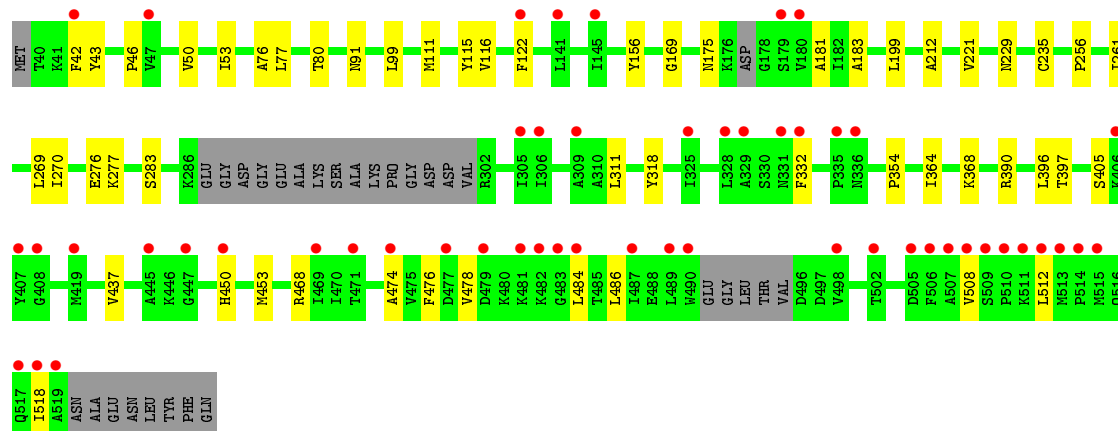 MET T40 K41 F42 Y43 P46 V47 V50 I53 A76 L77 T80 N91 L99 M111 Y115 V116 F122 L141 I145 Y156 G169 N175 K176 ASP G178 S179 V180 A181 I182 A183 L199 A212 V221 N229 C235 P256 I261
L269 I270 E276 K277 S283 K286 GLU GLY ASP GLY GLU ALA LYS SER ALA LYS PRO GLY ASP ASP VAL R302 I305 I306 A309 A310 L311 Y318 I325 L328 A329 S330 N331 F332 P335 N336 P354 I364 K368 R390 L396 T397 S405 K406
Y407 G408 M419 V437 A445 K446 G447 H450 M453 R468 I469 I470 T471 A474 V475 F476 D477 V478 D479 K480 K481 K482 G483 L484 T485 L486 I487 E488 L489 W490 GLU GLY LEU THR VAL D496 D497 V498 T502 D505 F506 A507 V508 S509 P510 K511 L512 M513 P514 M515 Q516
Q517 I518 A519 ASN ALA GLU ASN LEU TYR PHE GLN